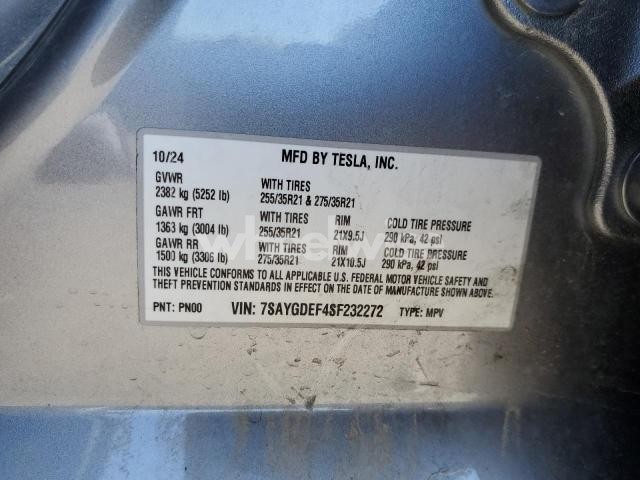 10/24 MFD BY TESLA, INC.
GVWR
2382 kg (5252 lb)
WITH TIRES
255/35R21 & 275/35R21
GAWR FRT WITH TIRES RIM COLD TIRE PRESSURE
1363 kg (3004 lb) 255/35R21 21X9.5J 290 kPa, 42 psi
GAWR RR WITH TIRES RIM COLD TIRE PRESSURE
1500 kg (3306 lb) 275/35R21 21X10.5J 290 kPa, 42 psi
THIS VEHICLE CONFORMS TO ALL APPLICABLE U.S. FEDERAL MOTOR VEHICLE SAFETY AND
THEFT PREVENTION STANDARDS IN EFFECT ON THE DATE OF MANUFACTURE SHOWN ABOVE.
PNT: PN00 VIN: 7SAYGDEF4SF232272 TYPE: MPV